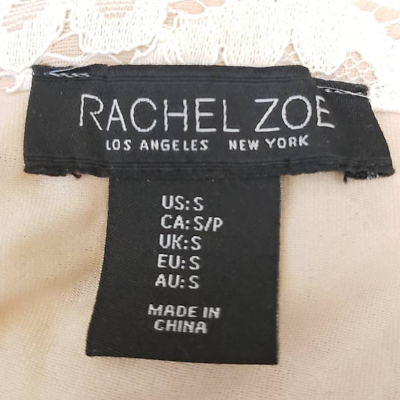 RACHEL ZOE
LOS ANGELES NEW YORK
US: S
CA: S/P
UK: S
EU: S
AU: S
MADE IN
CHINA